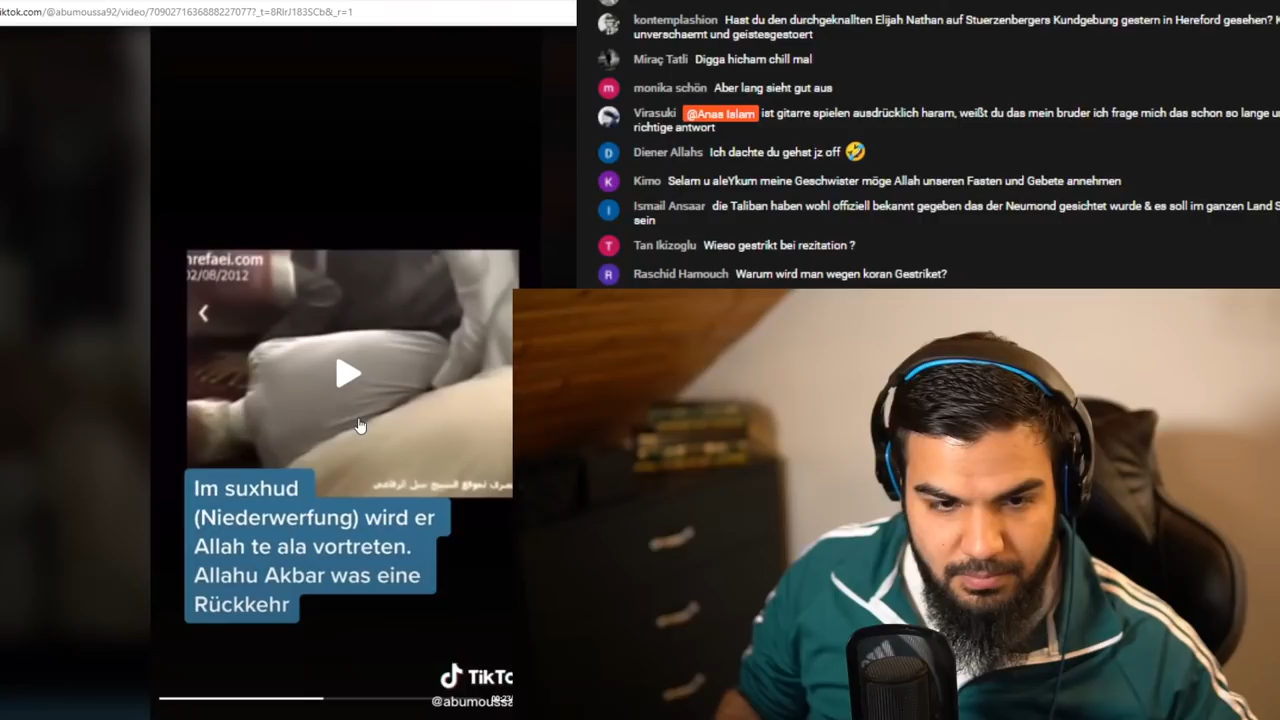 iktok.com/@abumoussa92/video/7090271636888227077?_t=8RlrJ183SCb&_r=1
kontemplashion Hast du den durchgeknallten Elijah Nathan auf Stuerzenbergers Kundgebung gestern in Hereford gesehen?
unverschaemt und geistesgestoert
Miraç Tatli Digga hicham chill mal
m monika schön Aber lang sieht gut aus
Virasuki @Anas Islam ist gitarre spielen ausdrücklich haram, weißt du das mein bruder ich frage mich das schon so lange
richtige antwort
D Diener Allahs Ich dachte du gehst jz off 🤣
K Kimo Selam u aleYkum meine Geschwister möge Allah unseren Fasten und Gebete annehmen
I Ismail Ansaar die Taliban haben wohl offiziell bekannt gegeben das der Neumond gesichtet wurde & es soll im ganzen Land
sein
T Tan Ikizoglu Wieso gestrikt bei rezitation ?
R Raschid Hamouch Warum wird man wegen koran Gestriket?
hrefaei.com
02/08/2012
Im suxhud
(Niederwerfung) wird er
Allah te ala vortreten.
Allahu Akbar was eine
Rückkehr
TikTo
@abumoussa